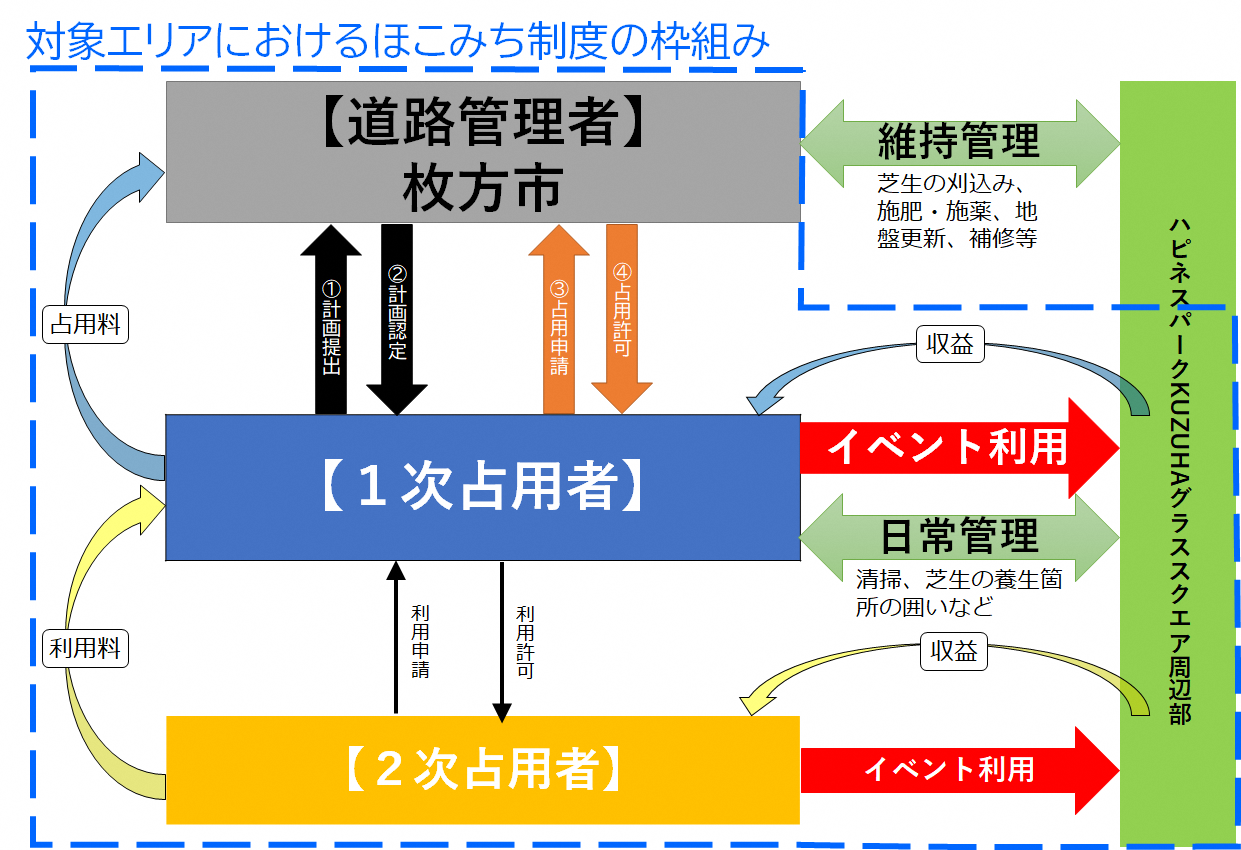 対象エリアにおけるほこみち制度の枠組み
【道路管理者】
枚方市
維持管理
芝生の刈込み、
施肥・施薬、地
盤更新、補修等
①計画提出
②計画認定
③占用申請
④占用許可
占用料
収益
【１次占用者】
イベント利用
日常管理
清掃、芝生の養生箇
所の囲いなど
利用申請
利用許可
利用料
収益
【２次占用者】
イベント利用
ハピネスパークKUZUHAグラススクエア周辺部